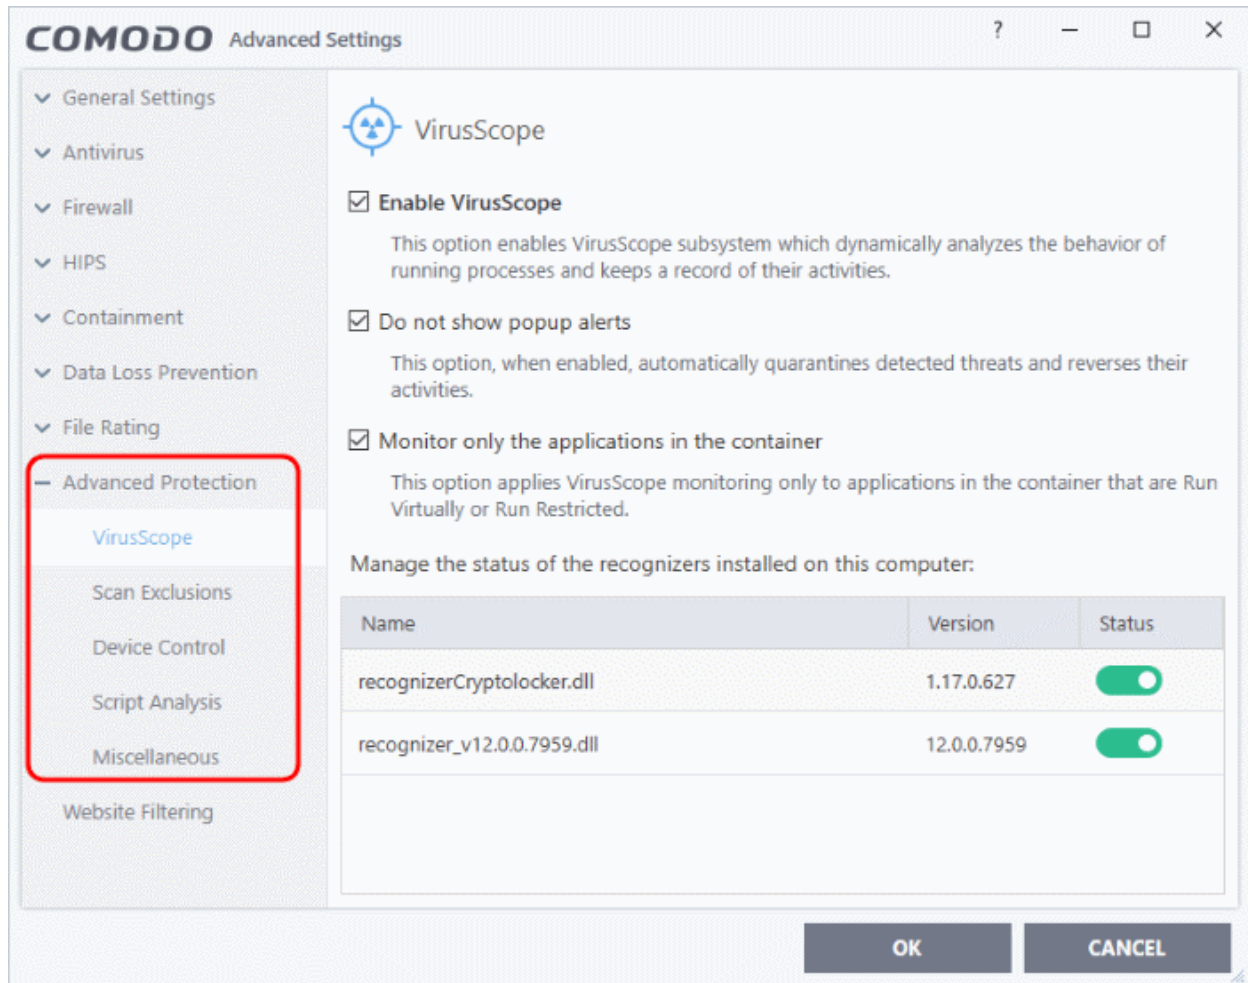 COMODO Advanced Settings ?
General Settings
Antivirus
Firewall
HIPS
Containment
Data Loss Prevention
File Rating
Advanced Protection
VirusScope
Scan Exclusions
Device Control
Script Analysis
Miscellaneous
Website Filtering
VirusScope
Enable VirusScope
This option enables VirusScope subsystem which dynamically analyzes the behavior of
running processes and keeps a record of their activities.
Do not show popup alerts
This option, when enabled, automatically quarantines detected threats and reverses their
activities.
Monitor only the applications in the container
This option applies VirusScope monitoring only to applications in the container that are Run
Virtually or Run Restricted.
Manage the status of the recognizers installed on this computer:
Name Version Status
recognizerCryptolocker.dll 1.17.0.627
recognizer_v12.0.0.7959.dll 12.0.0.7959
OK CANCEL